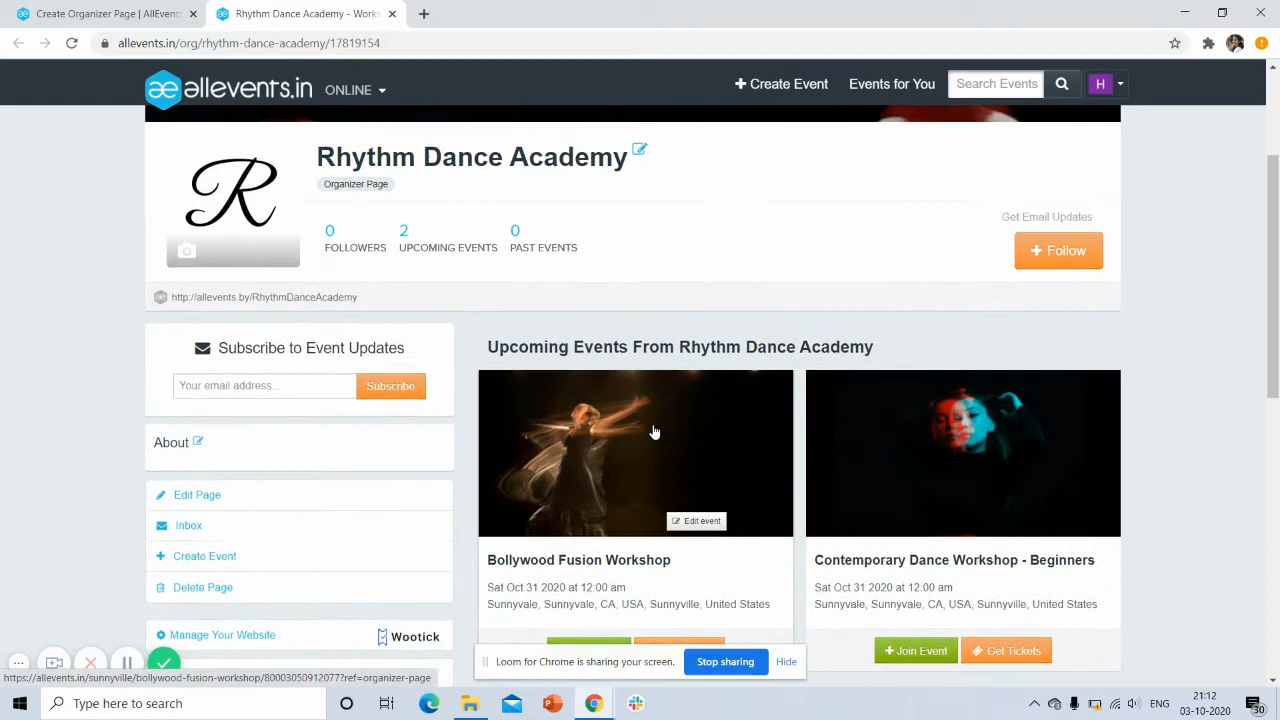 Create Organizer Page | AllEvents
Rhythm Dance Academy - Works
allevents.in/org/rhythm-dance-academy/17819154
ae allevents.in
ONLINE
Create Event
Events for You
Search Events
H
R
Rhythm Dance Academy
Organizer Page
0
2
0
FOLLOWERS
UPCOMING EVENTS
PAST EVENTS
Get Email Updates
Follow
http://allevents.by/RhythmDanceAcademy
Subscribe to Event Updates
Your email address...
Subscribe
About
Edit Page
Inbox
Create Event
Delete Page
Manage Your Website
Wootick
Upcoming Events From Rhythm Dance Academy
Edit event
Bollywood Fusion Workshop
Sat Oct 31 2020 at 12:00 am
Sunnyvale, Sunnyvale, CA, USA, Sunnyville, United States
Contemporary Dance Workshop - Beginners
Sat Oct 31 2020 at 12:00 am
Sunnyvale, Sunnyvale, CA, USA, Sunnyville, United States
Join Event
Get Tickets
Loom for Chrome is sharing your screen.
Stop sharing
Hide
https://allevents.in/sunnyville/bollywood-fusion-workshop/80003050912077?ref=organizer-page
Type here to search
21:12
03-10-2020
30